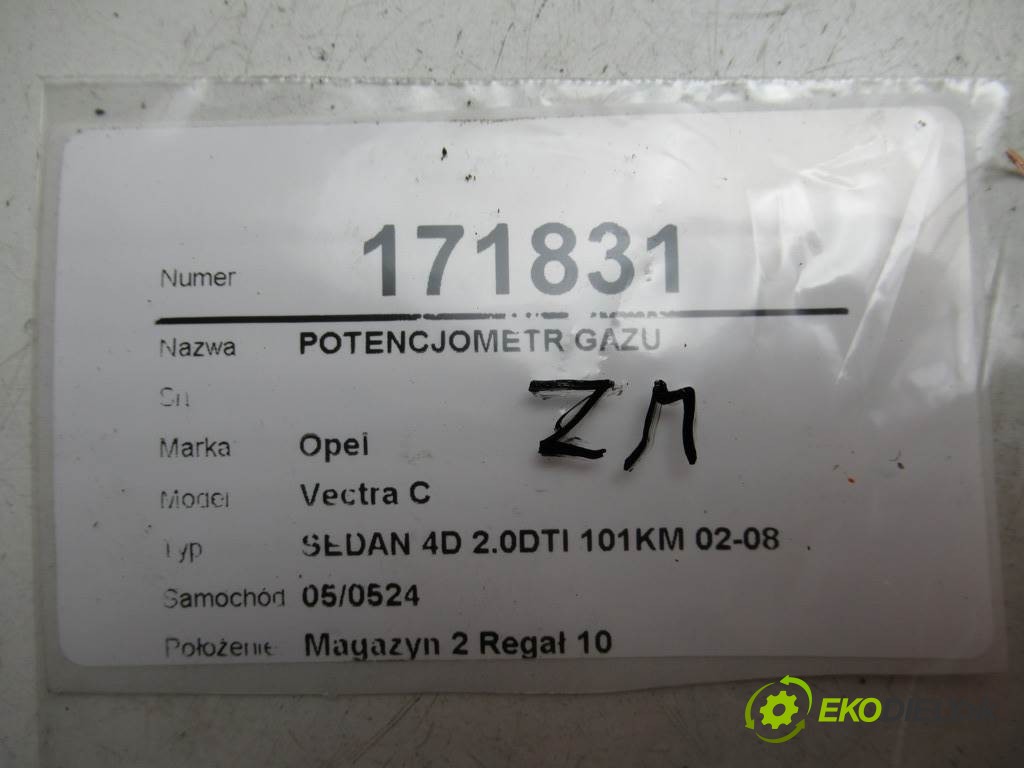 Numer 171831
Nazwa POTENCJOMETR GAZU
Sn
ZM
Marka Opel
Model Vectra C
Typ SEDAN 4D 2.0DTI 101KM 02-08
Samochód 05/0524
Położenie Magazyn 2 Regał 10
EKO